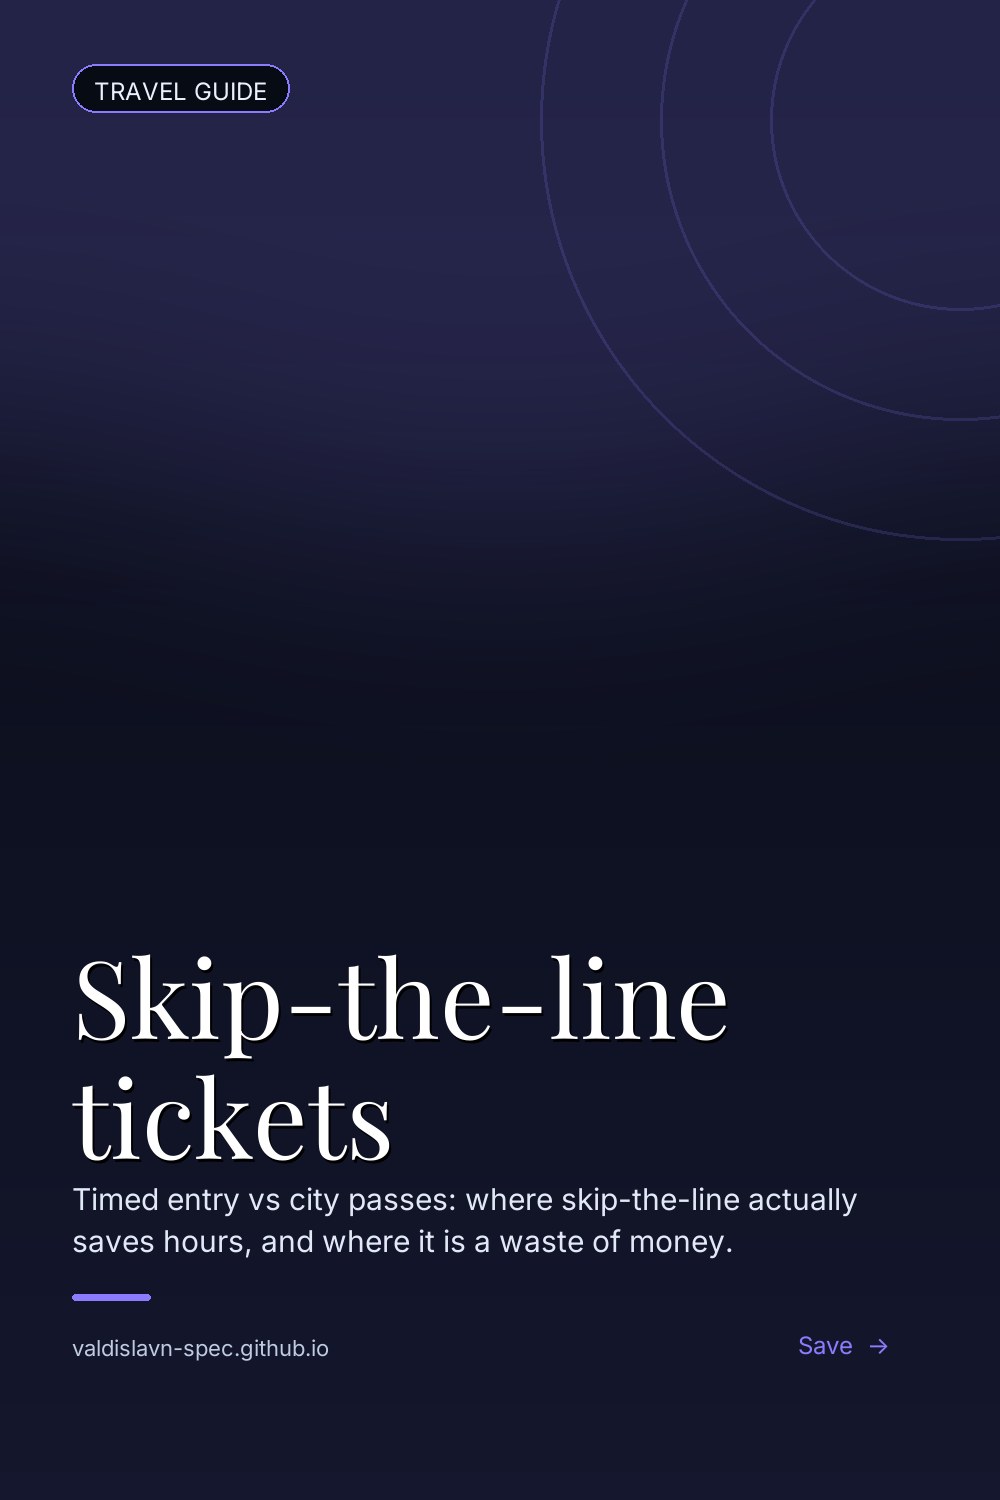 TRAVEL GUIDE
Skip-the-line
tickets
Timed entry vs city passes: where skip-the-line actually
saves hours, and where it is a waste of money.
valdislavn-spec.github.io
Save →